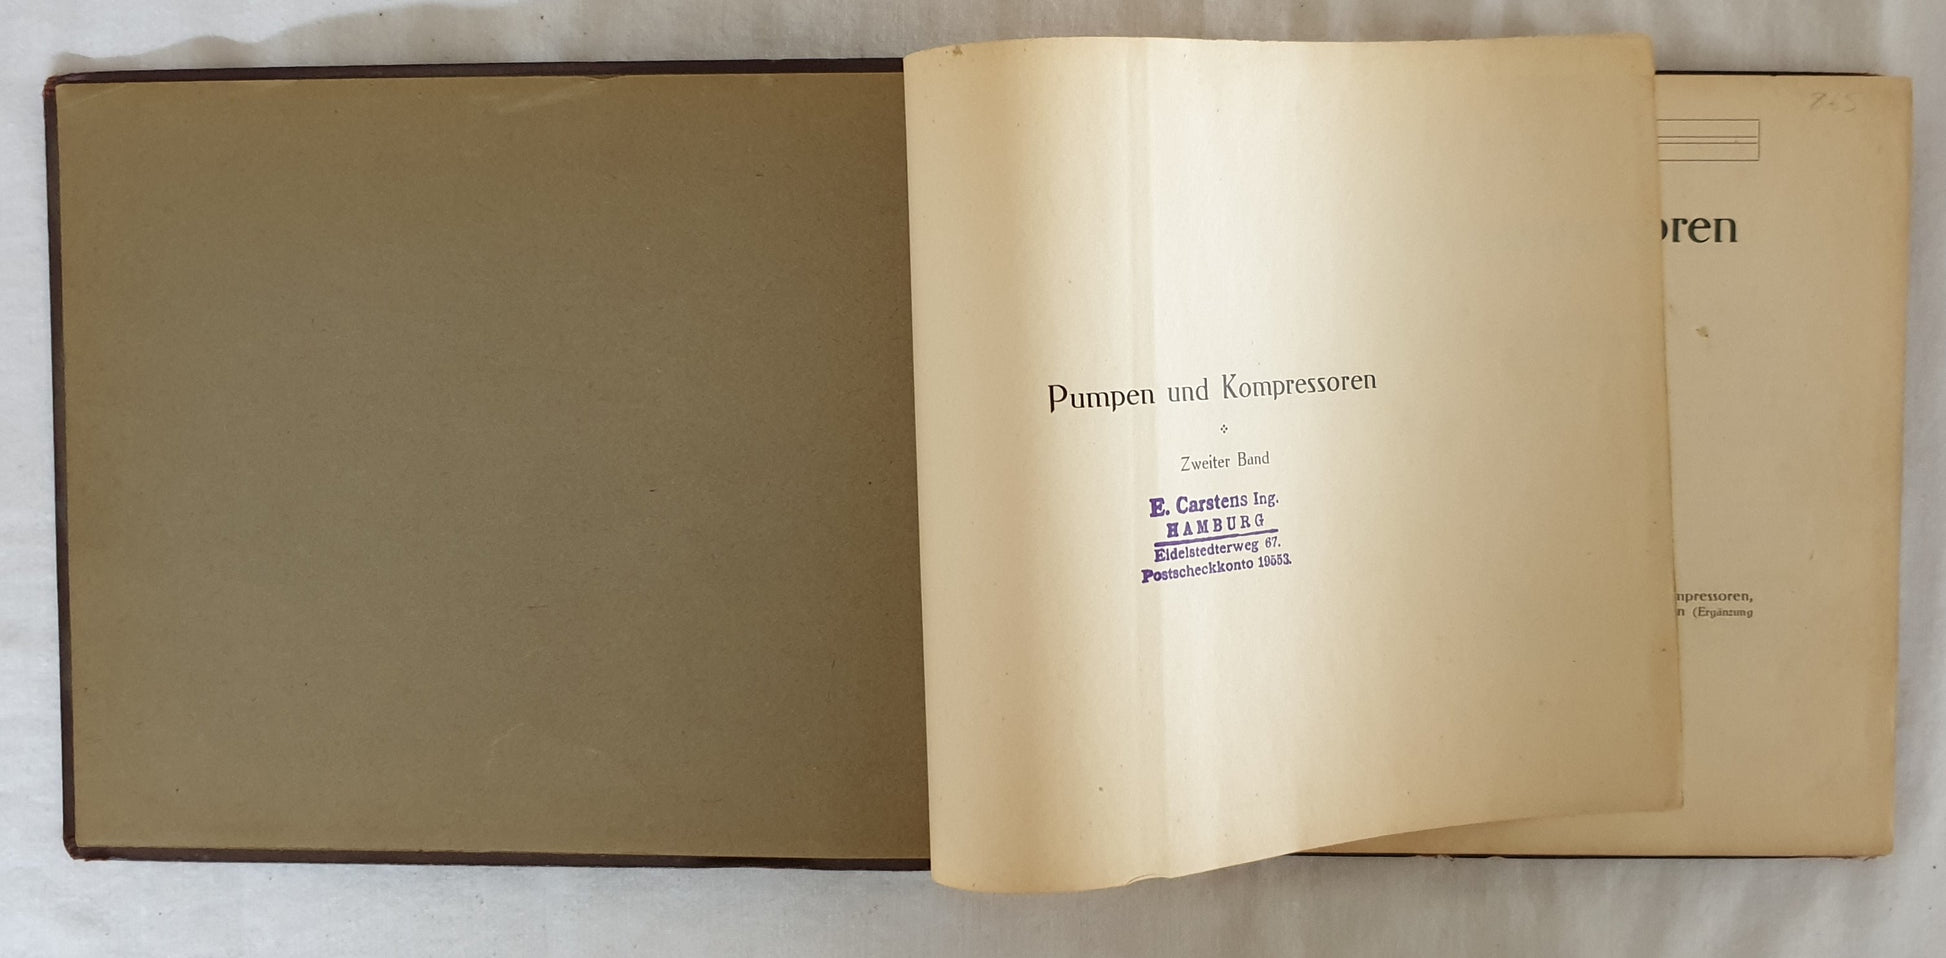 Pumpen und Kompressoren
Zweiter Band
E. Carstens Ing.
HAMBURG
Eidelstedterweg 67.
Postscheckkonto 19553.
oren
mpressoren,
n (Ergänzung